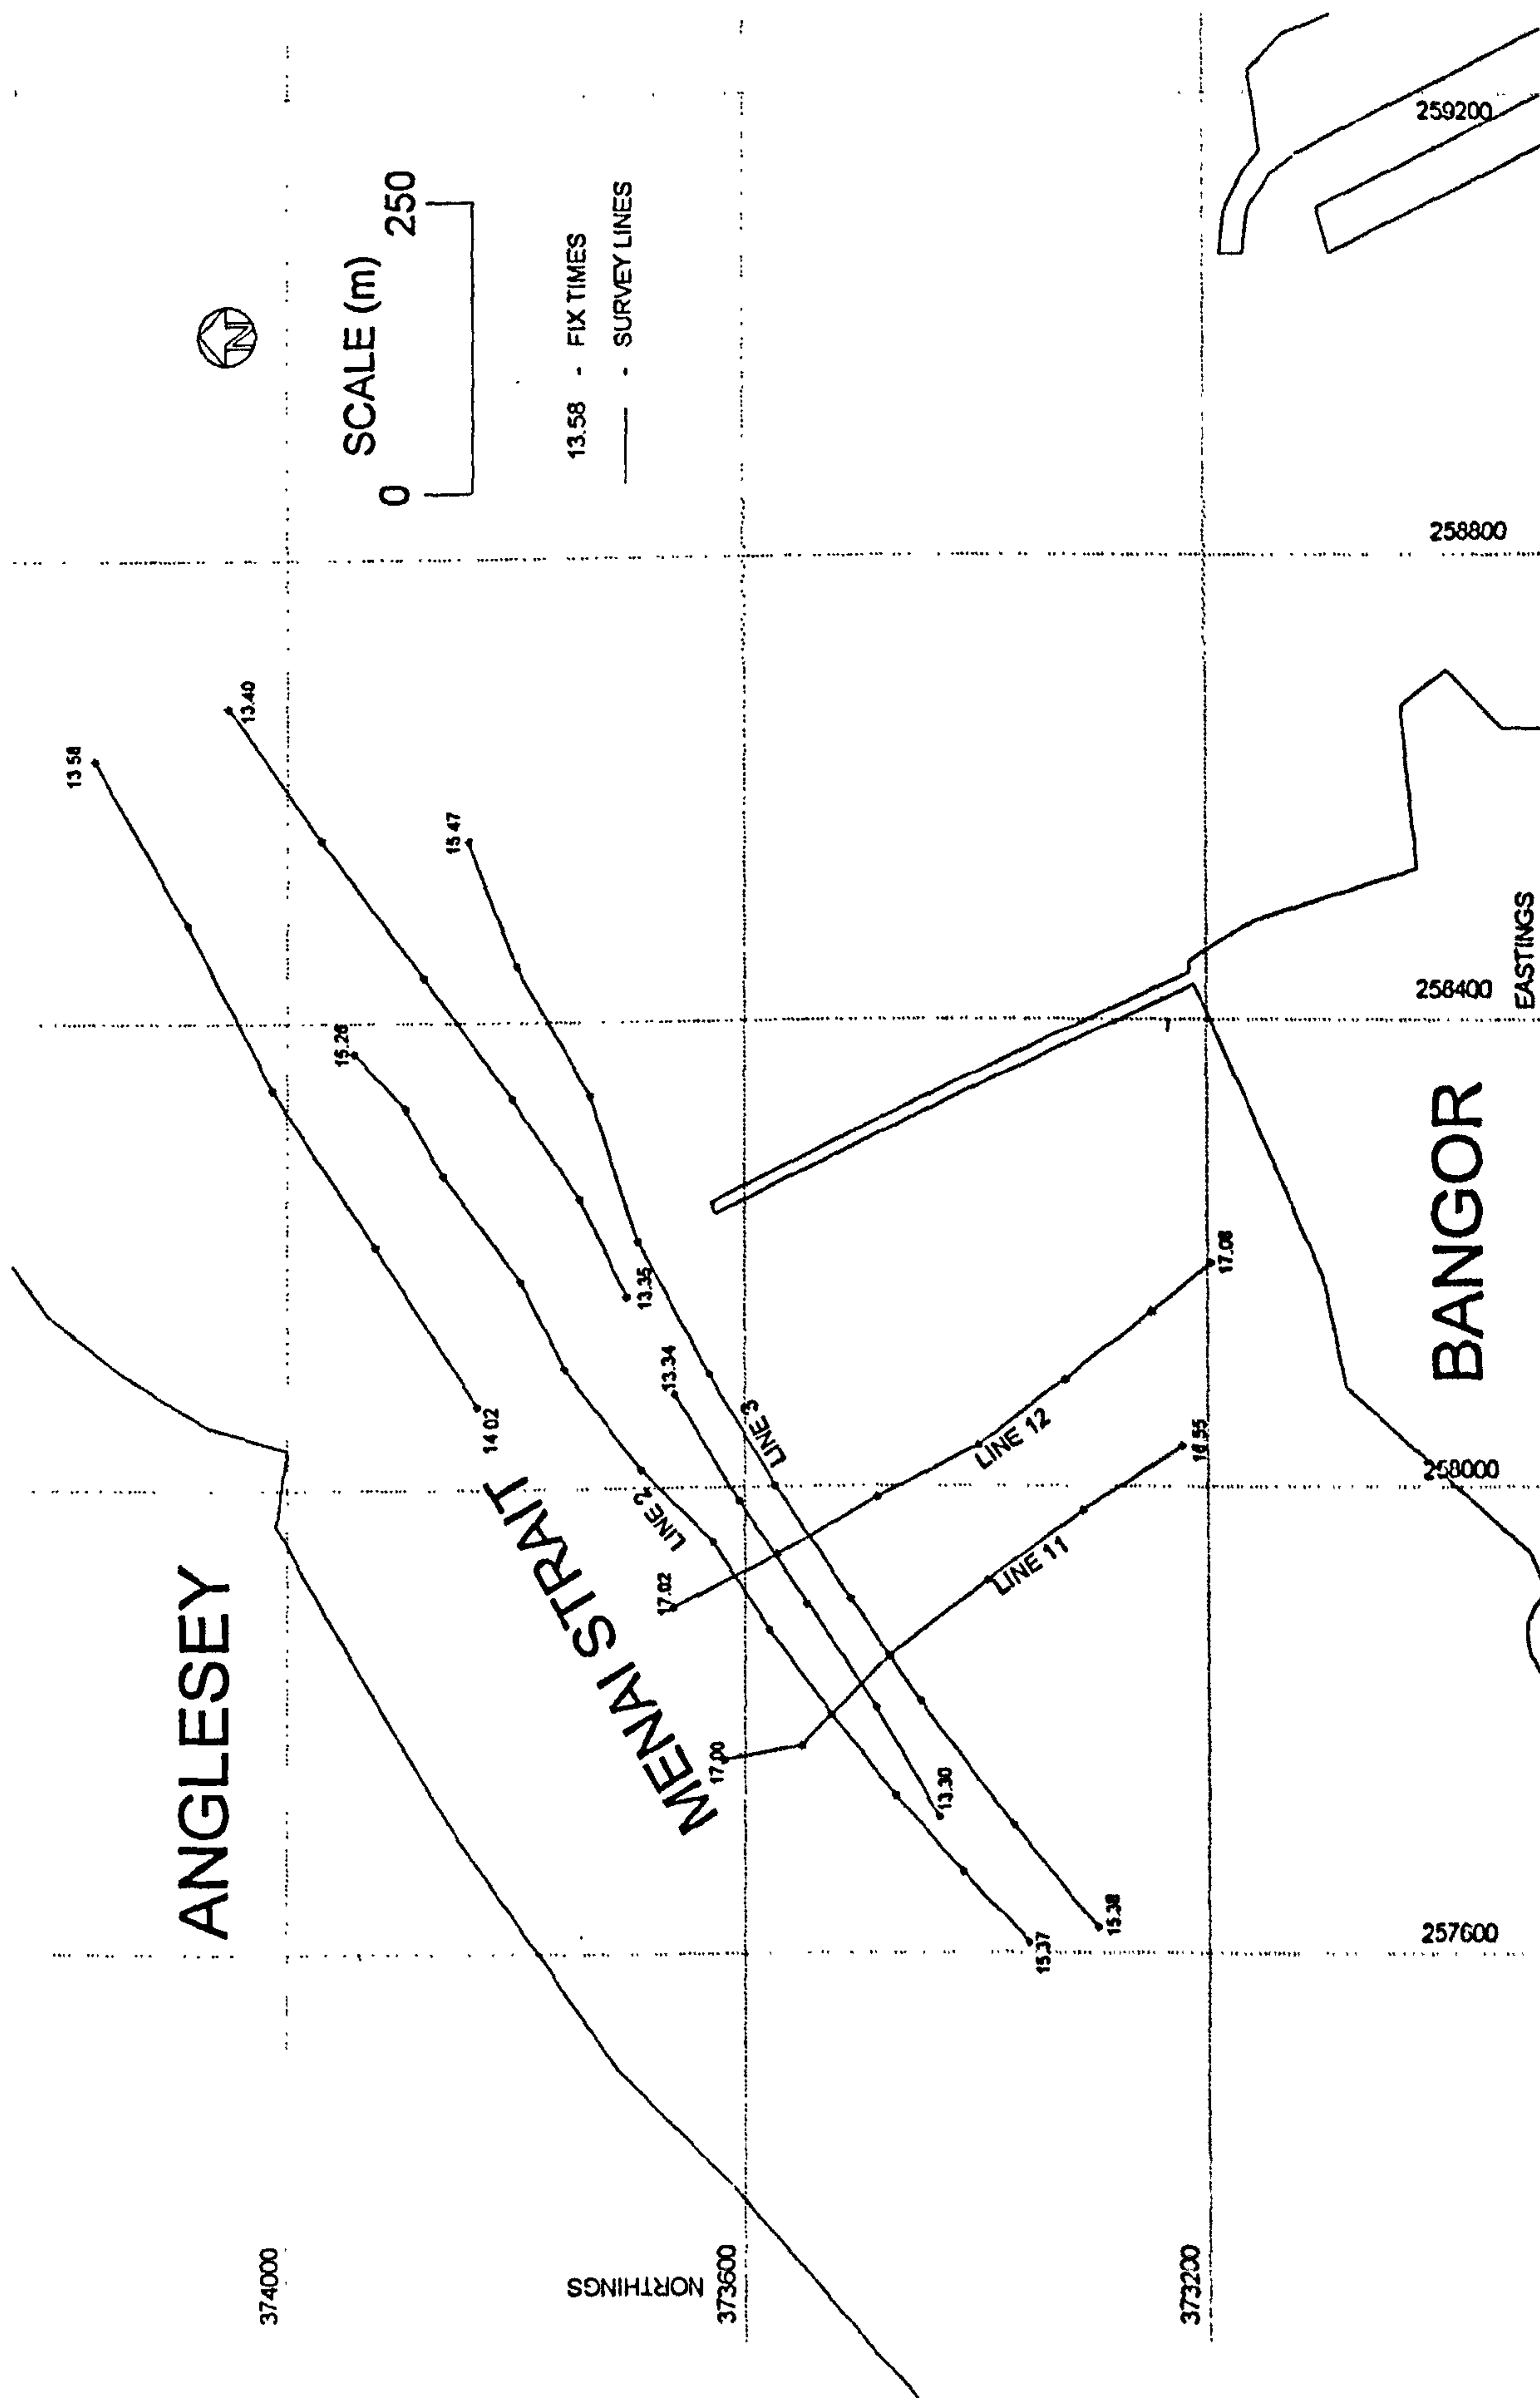 ANGLESEY
MENAI STRAIT
BANGOR
N
SCALE (m)
0 250
13.58 - FIX TIMES
- SURVEY LINES
374000
NORTHINGS
373600
373200
257600
258000
258400
EASTINGS
258800
259200
13 58
13.40
15 47
15.26
14 02
13.35
13.34
LINE 2
LINE 3
17.02
LINE 12
17.08
LINE 11
16.55
17.00
13.30
15.37
15.38